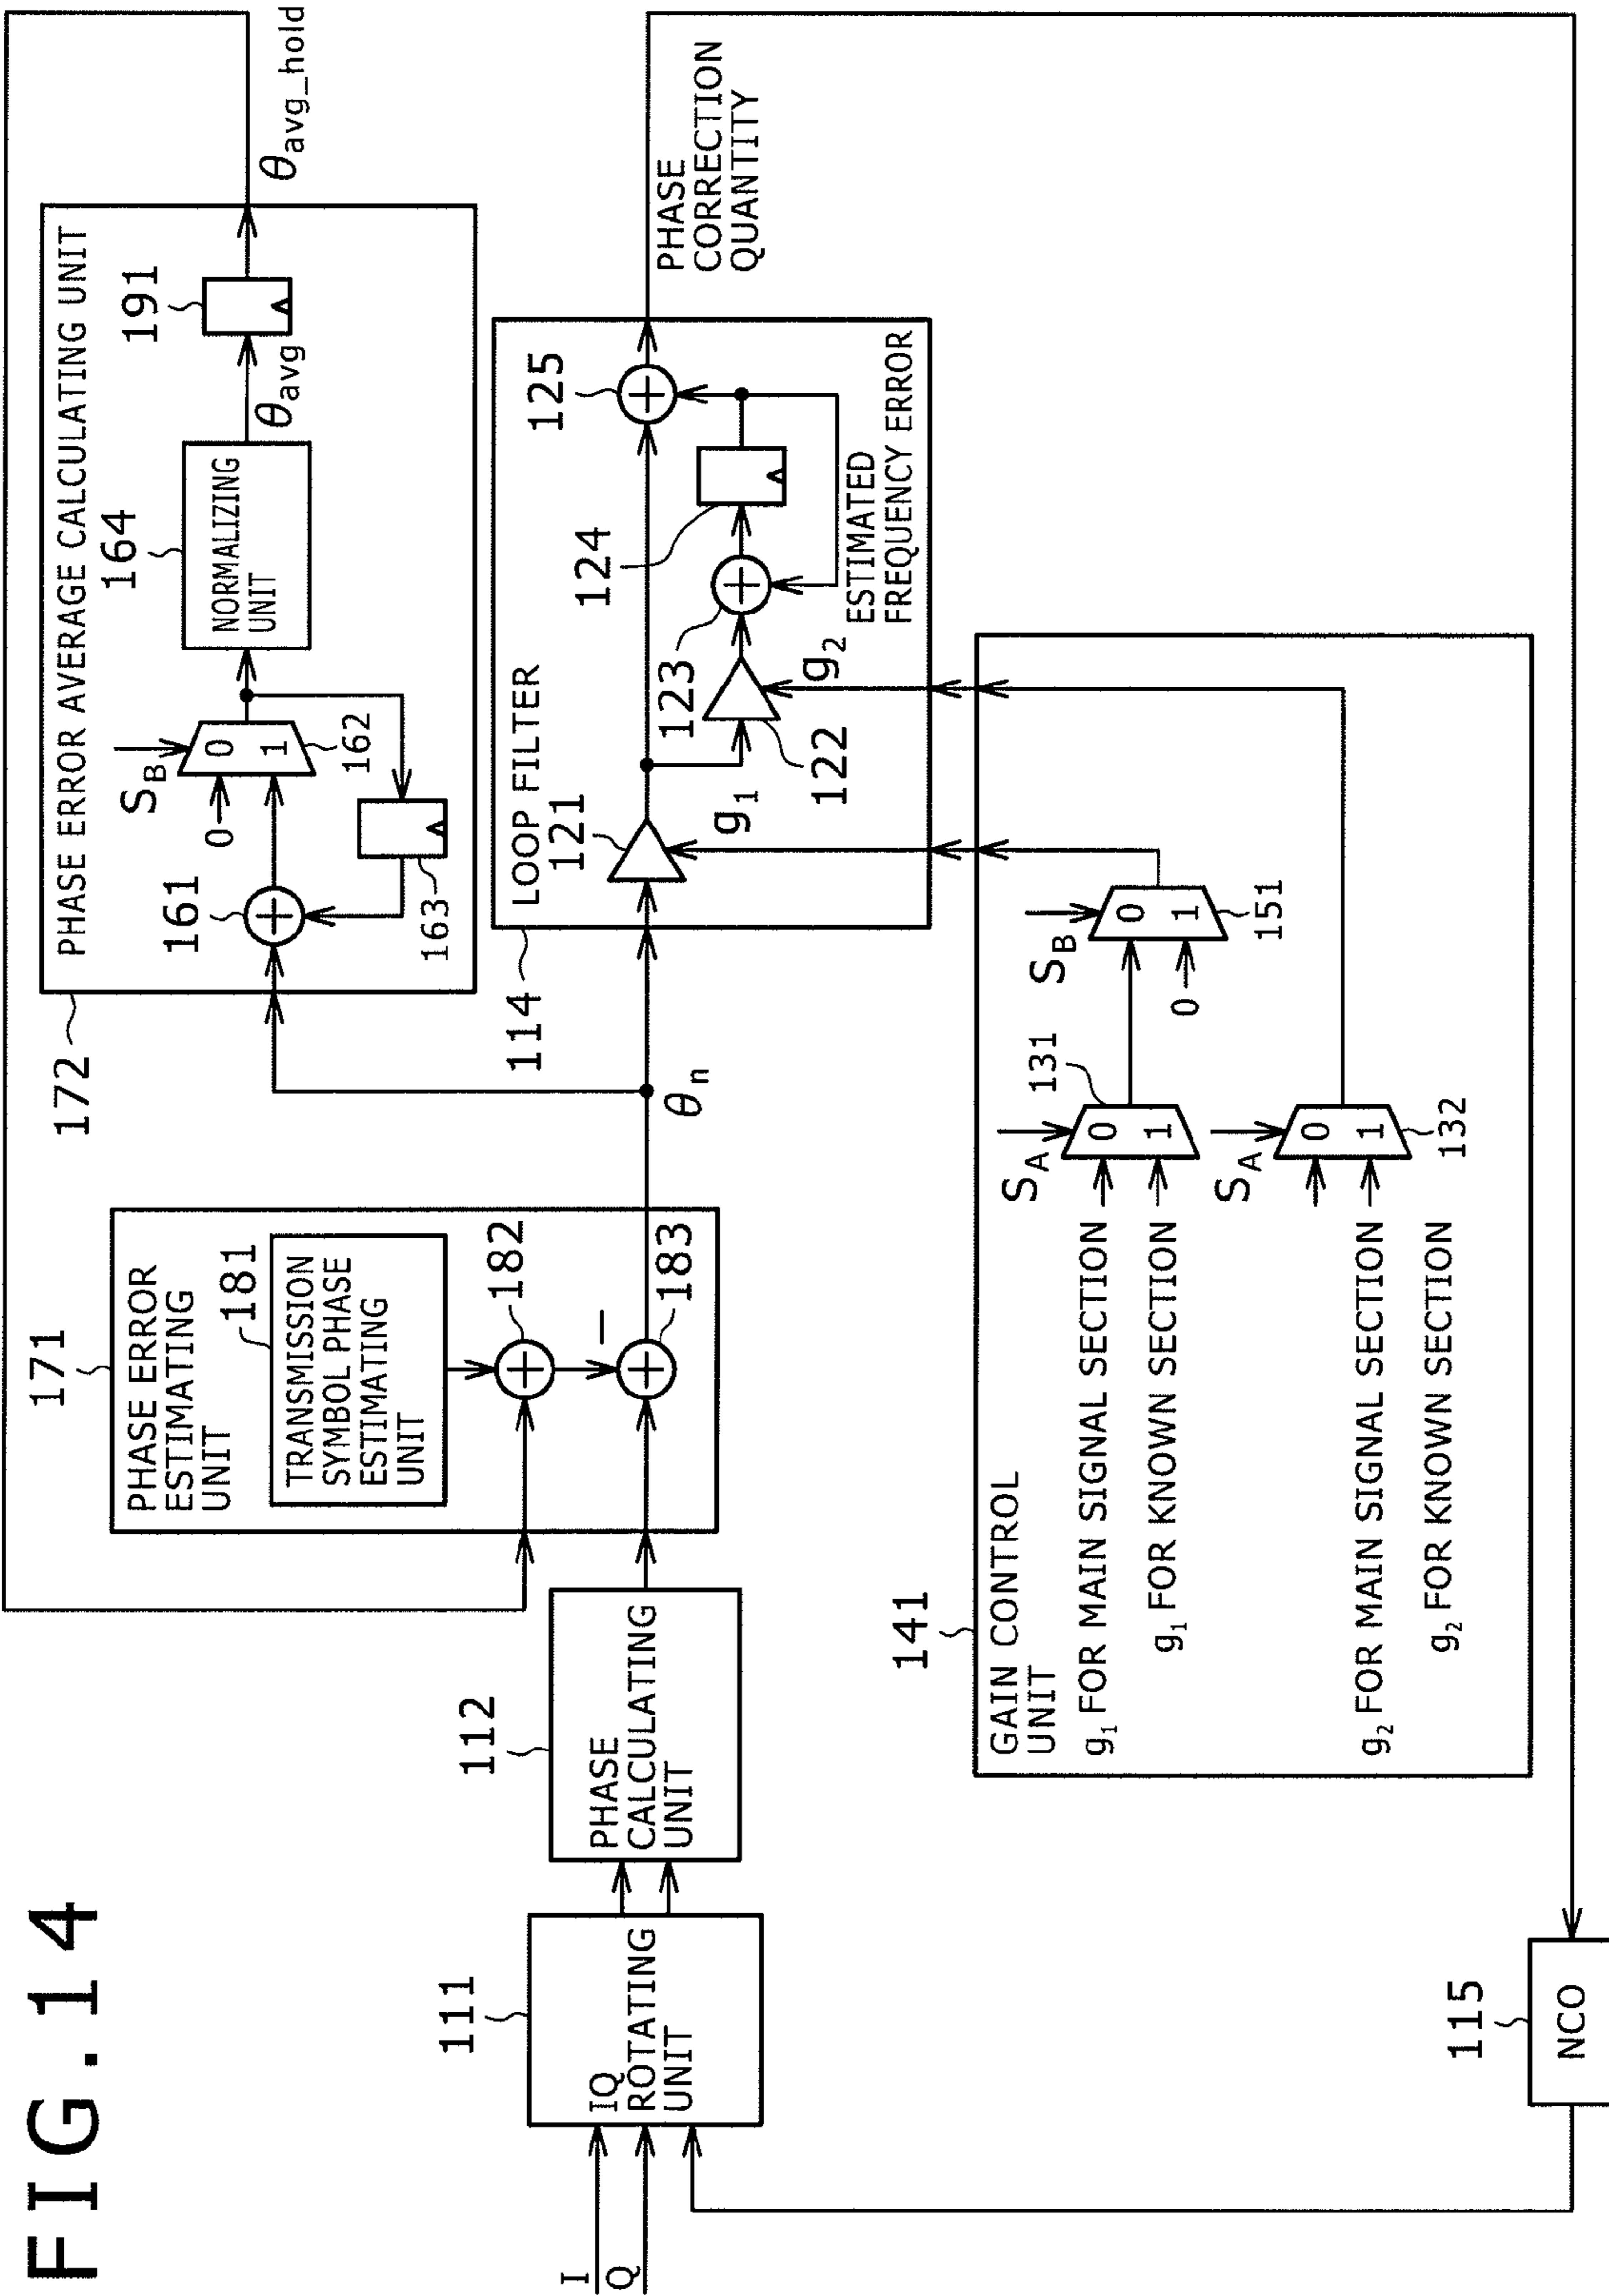 FIG.14
I
Q
111
IQ
ROTATING
UNIT
112
PHASE
CALCULATING
UNIT
171
PHASE ERROR
ESTIMATING
UNIT
181
TRANSMISSION
SYMBOL PHASE
ESTIMATING
UNIT
182
−
183
θn
172
PHASE ERROR AVERAGE CALCULATING UNIT
161
0
SB
0
1
162
163
164
NORMALIZING
UNIT
θavg
191
θavg_hold
114
LOOP FILTER
121
g1
122
g2
123
124
125
ESTIMATED
FREQUENCY ERROR
PHASE
CORRECTION
QUANTITY
141
GAIN CONTROL
UNIT
g1 FOR MAIN SIGNAL SECTION
g1 FOR KNOWN SECTION
SA
0
1
131
SB
0
0
1
151
g2 FOR MAIN SIGNAL SECTION
g2 FOR KNOWN SECTION
SA
0
1
132
115
NCO